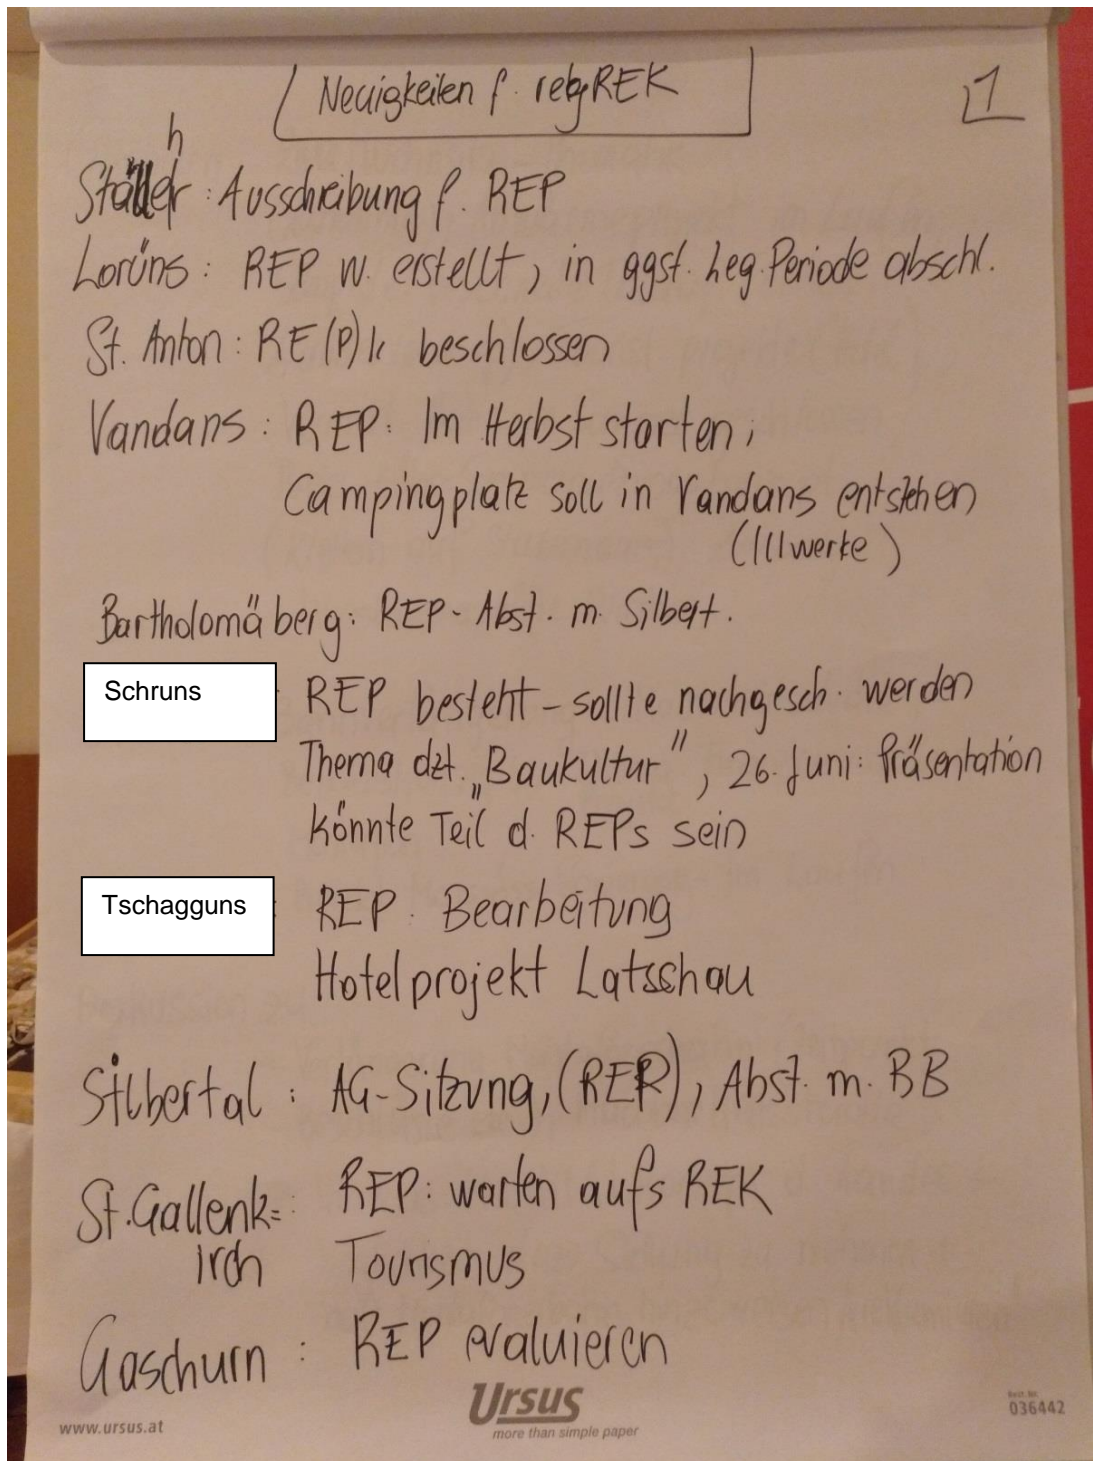 Neuigkeiten f. regREK
1
h
Staller : Ausschreibung f. REP
Lorüns : REP w. erstellt, in ggst. Leg.Periode abschl.
St. Anton : RE(P)k beschlossen
Vandans : REP: Im Herbst starten;
Campingplatz soll in Vandans entstehen
(Illwerke)
Bartholomäberg: REP - Abst. m. Silbert.
Schruns : REP besteht - sollte nachgesch. werden
Thema dzt. „Baukultur", 26. Juni: Präsentation
" könnte Teil d. REPs sein
Tschagguns : REP. Bearbeitung
Hotelprojekt Latschau
Silbertal : AG-Sitzung, (REP), Abst. m. BB
St. Gallenk= : REP: warten aufs REK
irch Tourismus
Gaschurn : REP evaluieren
www.ursus.at
Ursus
more than simple paper
Best. Nr.
036442